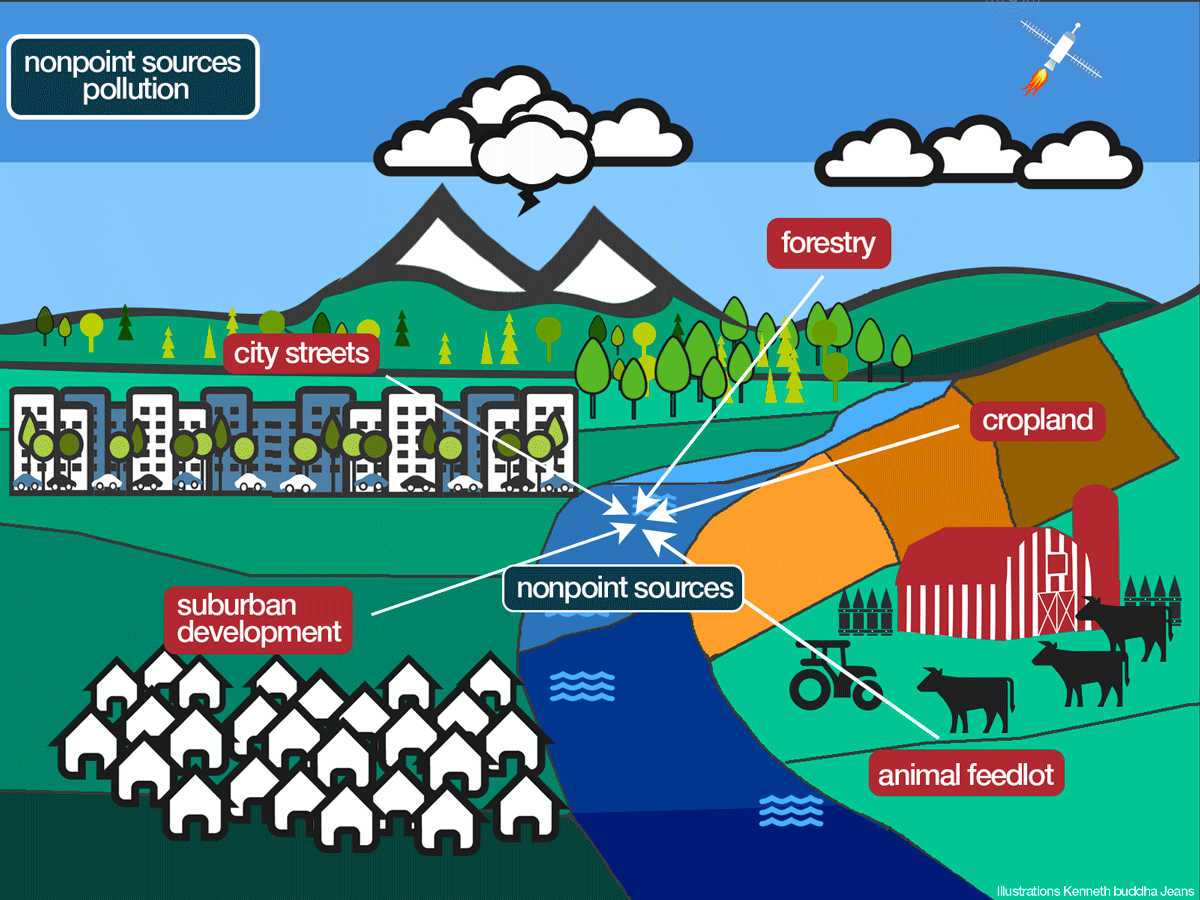 nonpoint sources
pollution
forestry
city streets
cropland
nonpoint sources
suburban
development
animal feedlot
Illustrations Kenneth buddha Jeans